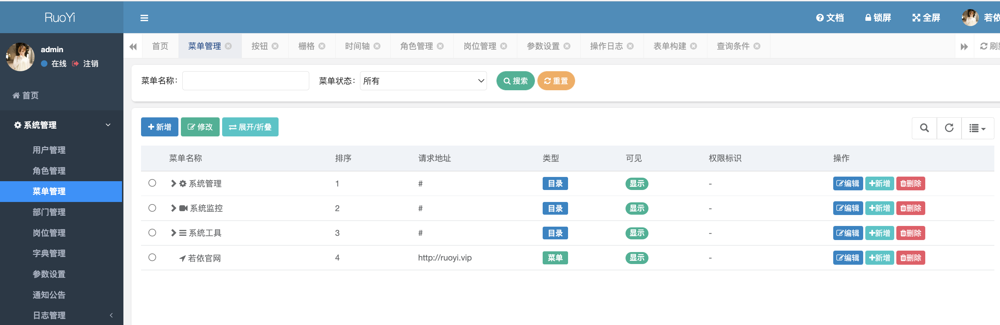 RuoYi
文档 锁屏 全屏 若依
admin
在线 注销
首页 菜单管理 按钮 栅格 时间轴 角色管理 岗位管理 参数设置 操作日志 表单构建 查询条件
菜单名称： 菜单状态： 所有 搜索 重置
首页
系统管理
用户管理
角色管理
菜单管理
部门管理
岗位管理
字典管理
参数设置
通知公告
日志管理
新增 修改 展开/折叠
菜单名称 排序 请求地址 类型 可见 权限标识 操作
系统管理 1 # 目录 显示 - 编辑 新增 删除
系统监控 2 # 目录 显示 - 编辑 新增 删除
系统工具 3 # 目录 显示 - 编辑 新增 删除
若依官网 4 http://ruoyi.vip 菜单 显示 - 编辑 新增 删除